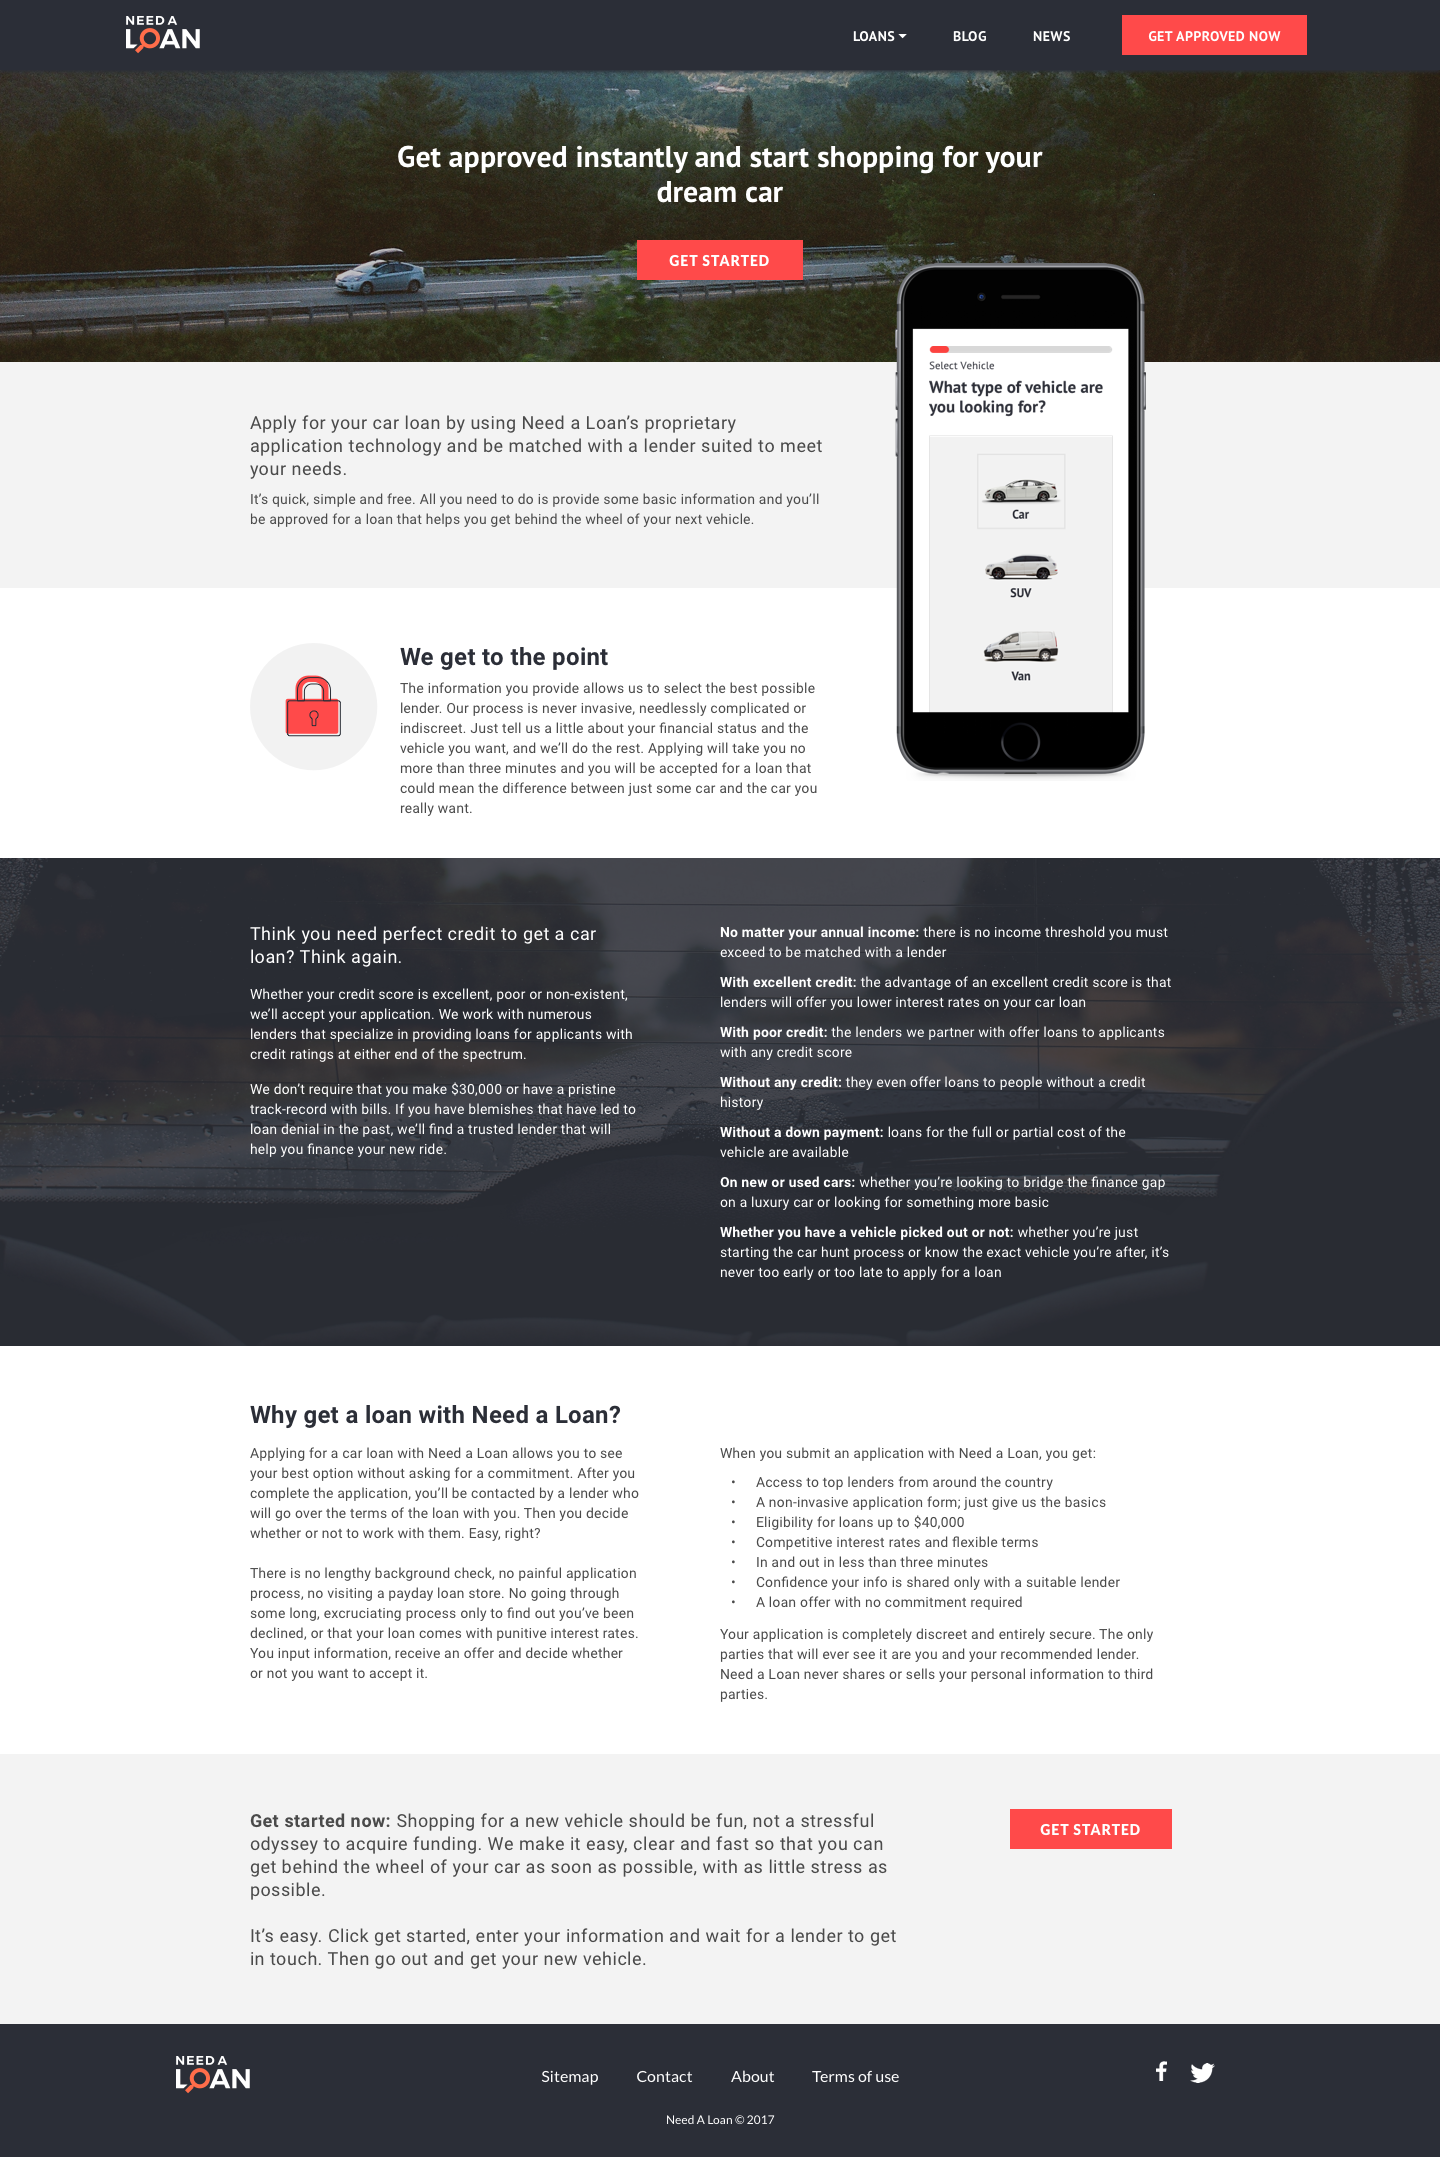 NEED A
LOAN
LOANS
BLOG
NEWS
GET APPROVED NOW
Get approved instantly and start shopping for your
dream car
GET STARTED
Select Vehicle
What type of vehicle are
you looking for?
Car
SUV
Van
Apply for your car loan by using Need a Loan’s proprietary
application technology and be matched with a lender suited to meet
your needs.
It’s quick, simple and free. All you need to do is provide some basic information and you’ll
be approved for a loan that helps you get behind the wheel of your next vehicle.
We get to the point
The information you provide allows us to select the best possible
lender. Our process is never invasive, needlessly complicated or
indiscreet. Just tell us a little about your financial status and the
vehicle you want, and we’ll do the rest. Applying will take you no
more than three minutes and you will be accepted for a loan that
could mean the difference between just some car and the car you
really want.
Think you need perfect credit to get a car
loan? Think again.
Whether your credit score is excellent, poor or non-existent,
we’ll accept your application. We work with numerous
lenders that specialize in providing loans for applicants with
credit ratings at either end of the spectrum.
We don’t require that you make $30,000 or have a pristine
track-record with bills. If you have blemishes that have led to
loan denial in the past, we’ll find a trusted lender that will
help you finance your new ride.
No matter your annual income: there is no income threshold you must
exceed to be matched with a lender
With excellent credit: the advantage of an excellent credit score is that
lenders will offer you lower interest rates on your car loan
With poor credit: the lenders we partner with offer loans to applicants
with any credit score
Without any credit: they even offer loans to people without a credit
history
Without a down payment: loans for the full or partial cost of the
vehicle are available
On new or used cars: whether you’re looking to bridge the finance gap
on a luxury car or looking for something more basic
Whether you have a vehicle picked out or not: whether you’re just
starting the car hunt process or know the exact vehicle you’re after, it’s
never too early or too late to apply for a loan
Why get a loan with Need a Loan?
Applying for a car loan with Need a Loan allows you to see
your best option without asking for a commitment. After you
complete the application, you’ll be contacted by a lender who
will go over the terms of the loan with you. Then you decide
whether or not to work with them. Easy, right?
There is no lengthy background check, no painful application
process, no visiting a payday loan store. No going through
some long, excruciating process only to find out you’ve been
declined, or that your loan comes with punitive interest rates.
You input information, receive an offer and decide whether
or not you want to accept it.
When you submit an application with Need a Loan, you get:
• Access to top lenders from around the country
• A non-invasive application form; just give us the basics
• Eligibility for loans up to $40,000
• Competitive interest rates and flexible terms
• In and out in less than three minutes
• Confidence your info is shared only with a suitable lender
• A loan offer with no commitment required
Your application is completely discreet and entirely secure. The only
parties that will ever see it are you and your recommended lender.
Need a Loan never shares or sells your personal information to third
parties.
Get started now: Shopping for a new vehicle should be fun, not a stressful
odyssey to acquire funding. We make it easy, clear and fast so that you can
get behind the wheel of your car as soon as possible, with as little stress as
possible.
It’s easy. Click get started, enter your information and wait for a lender to get
in touch. Then go out and get your new vehicle.
GET STARTED
NEED A
LOAN
Sitemap
Contact
About
Terms of use
Need A Loan © 2017